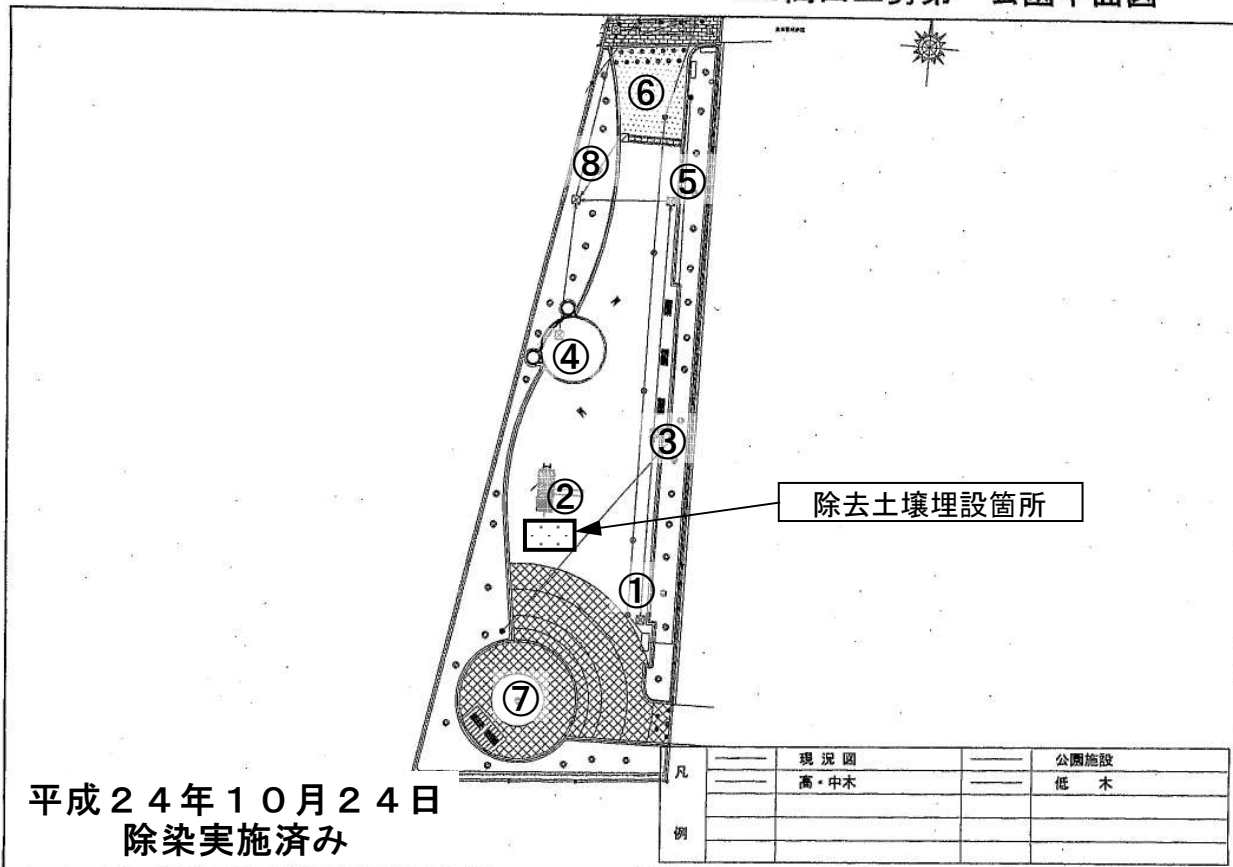 公園平面図
⑥
⑧
⑤
④
③
②
除去土壌埋設箇所
①
⑦
平成２４年１０月２４日
除染実施済み
凡例
現況図
公園施設
高・中木
低木